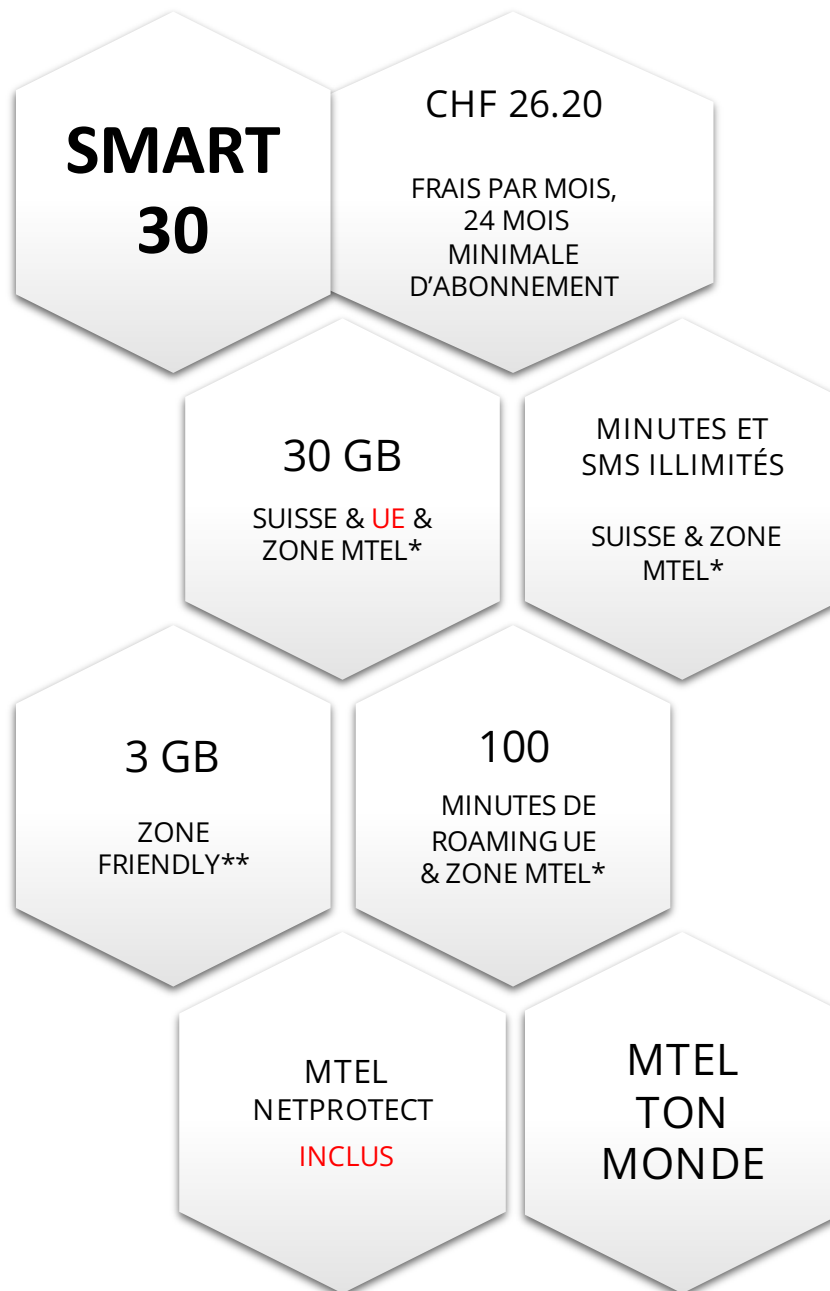 SMART
30
CHF 26.20
FRAIS PAR MOIS,
24 MOIS
MINIMALE
D'ABONNEMENT
30 GB
SUISSE & UE &
ZONE MTEL*
MINUTES ET
SMS ILLIMITÉS
SUISSE & ZONE
MTEL*
3 GB
ZONE
FRIENDLY**
100
MINUTES DE
ROAMING UE
& ZONE MTEL*
MTEL
NETPROTECT
INCLUS
MTEL
TON
MONDE